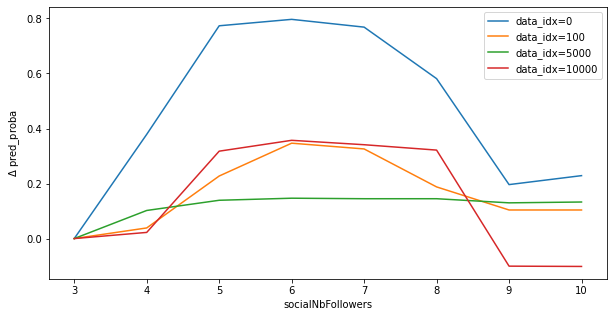 0.8
0.6
0.4
0.2
0.0
Δ pred_proba
3 4 5 6 7 8 9 10
socialNbFollowers
data_idx=0
data_idx=100
data_idx=5000
data_idx=10000